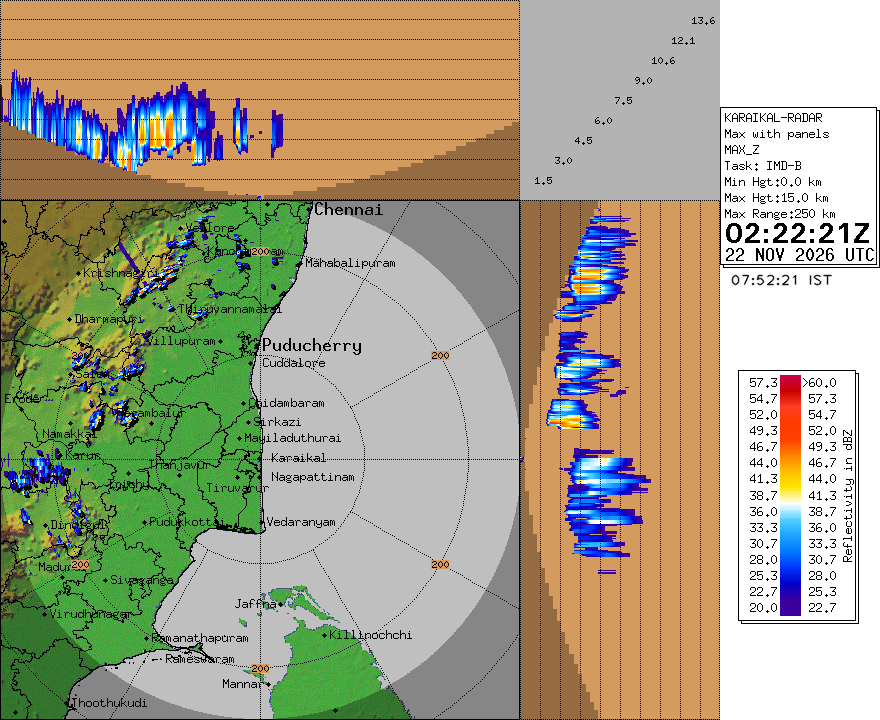 13.6
12.1
10.6
9.0
7.5
6.0
4.5
3.0
1.5
KARAIKAL-RADAR
Max with panels
MAX_Z
Task: IMD-B
Min Hgt:0.0 km
Max Hgt:15.0 km
Max Range:250 km
02:22:21Z
22 NOV 2026 UTC
07:52:21 IST
Chennai
Vellore
200
Mahabalipuram
Krishnagiri
Thiruvannamalai
Dharmapuri
Villupuram
Puducherry
200
200
Cuddalore
Salem
Erode
Chidambaram
Sirkazi
Namakkal
Mayiladuthurai
Karur
Karaikal
Thanjavur
Nagapattinam
Tiruvarur
Pudukkottai
Vedaranyam
Dindigul
200
200
Madurai
Sivaganga
Jaffna
Virudhunagar
Killinochchi
Ramanathapuram
Rameswaram
200
Mannar
Thoothukudi
57.3 >60.0
54.7 57.3
52.0 54.7
49.3 52.0
46.7 49.3
44.0 46.7
41.3 44.0
38.7 41.3
36.0 38.7
33.3 36.0
30.7 33.3
28.0 30.7
25.3 28.0
22.7 25.3
20.0 22.7
Reflectivity in dBZ